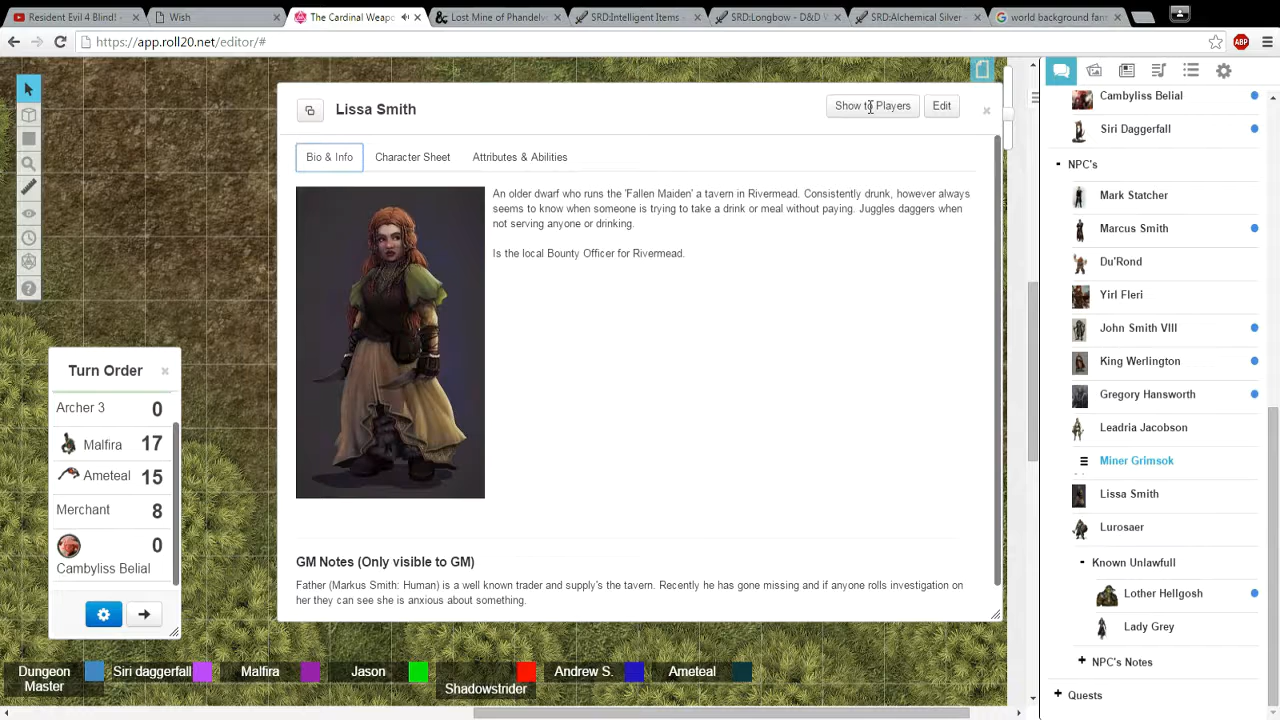 Resident Evil 4 Blind!
Wish
The Cardinal Weapo
Lost Mine of Phandelv
SRD:Intelligent Items -
SRD:Longbow - D&D W
SRD:Alchemical Silver -
world background fan
https://app.roll20.net/editor/#
ABP
Lissa Smith
Show to Players
Edit
Bio & Info
Character Sheet
Attributes & Abilities
An older dwarf who runs the 'Fallen Maiden' a tavern in Rivermead. Consistently drunk, however always
seems to know when someone is trying to take a drink or meal without paying. Juggles daggers when
not serving anyone or drinking.
Is the local Bounty Officer for Rivermead.
GM Notes (Only visible to GM)
Father (Markus Smith: Human) is a well known trader and supply's the tavern. Recently he has gone missing and if anyone rolls investigation on
her they can see she is anxious about something.
Turn Order
Archer 3 0
Malfira 17
Ameteal 15
Merchant 8
0
Cambyliss Belial
Dungeon
Master
Siri daggerfall
Malfira
Jason
Shadowstrider
Andrew S.
Ameteal
Cambyliss Belial
Siri Daggerfall
NPC's
Mark Statcher
Marcus Smith
Du'Rond
Yirl Fleri
John Smith VIII
King Werlington
Gregory Hansworth
Leadria Jacobson
Miner Grimsok
Lissa Smith
Lurosaer
Known Unlawfull
Lother Hellgosh
Lady Grey
NPC's Notes
Quests